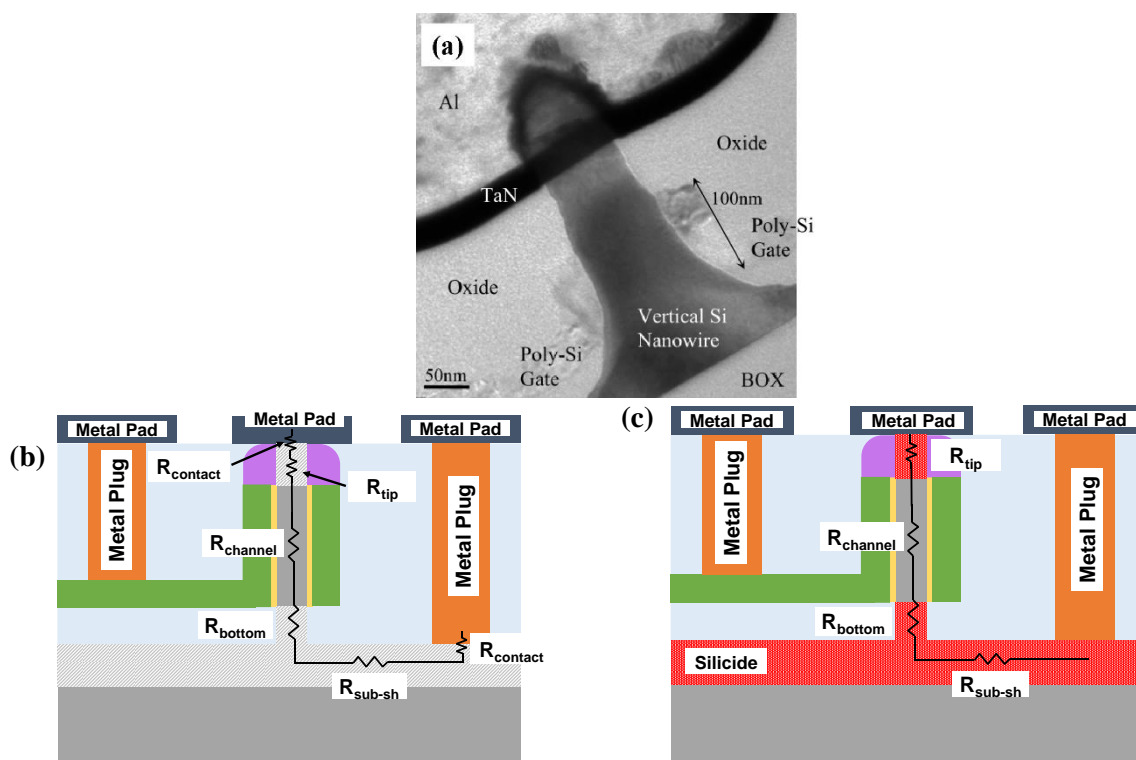 (a)
Al
Oxide
TaN
100nm
Poly-Si
Gate
Oxide
Vertical Si
Nanowire
Poly-Si
Gate
50nm
BOX
(b)
Metal Pad
Metal Pad
Metal Pad
Rcontact
Rtip
Metal Plug
Rchannel
Metal Plug
Rbottom
Rcontact
Rsub-sh
(c)
Metal Pad
Metal Pad
Metal Pad
Rtip
Metal Plug
Rchannel
Metal Plug
Rbottom
Silicide
Rsub-sh